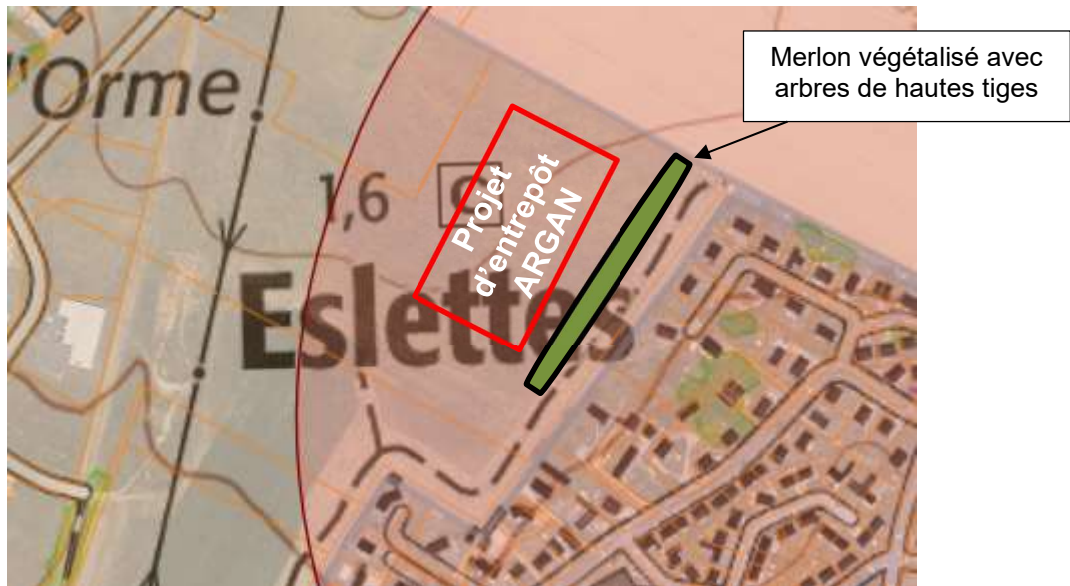 Merlon végétalisé avec
arbres de hautes tiges
l'Orme
1,6
C
Projet
d'entrepôt
ARGAN
Eslettes